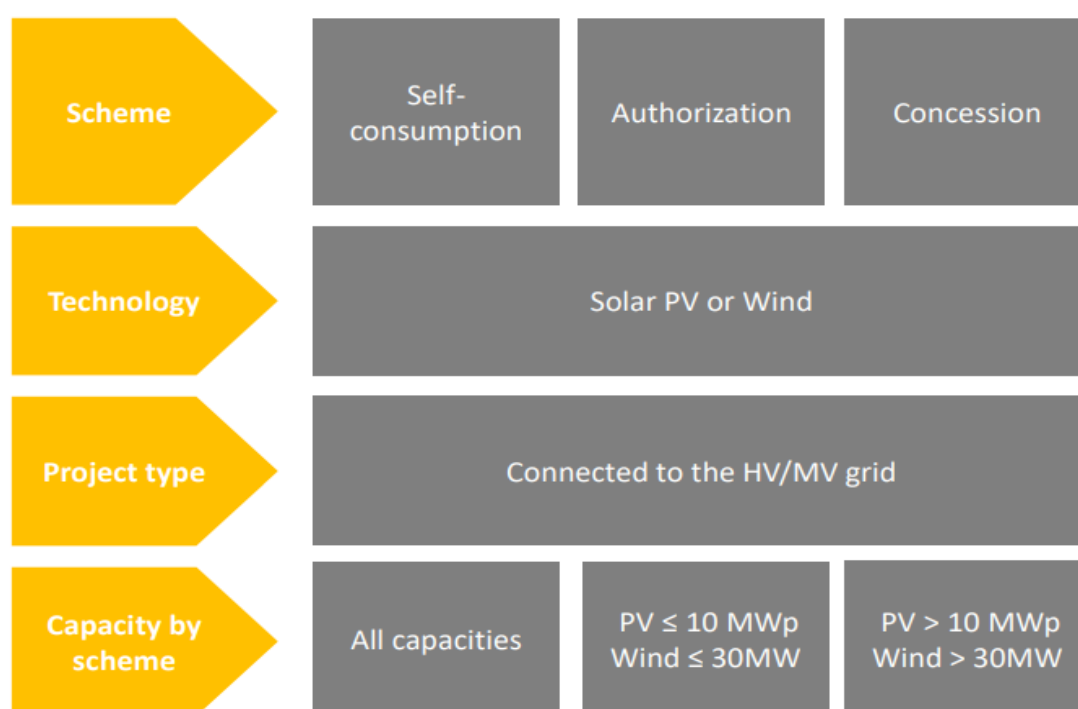 Scheme
Self-
consumption
Authorization
Concession
Technology
Solar PV or Wind
Project type
Connected to the HV/MV grid
Capacity by
scheme
All capacities
PV ≤ 10 MWp
Wind ≤ 30MW
PV > 10 MWp
Wind > 30MW